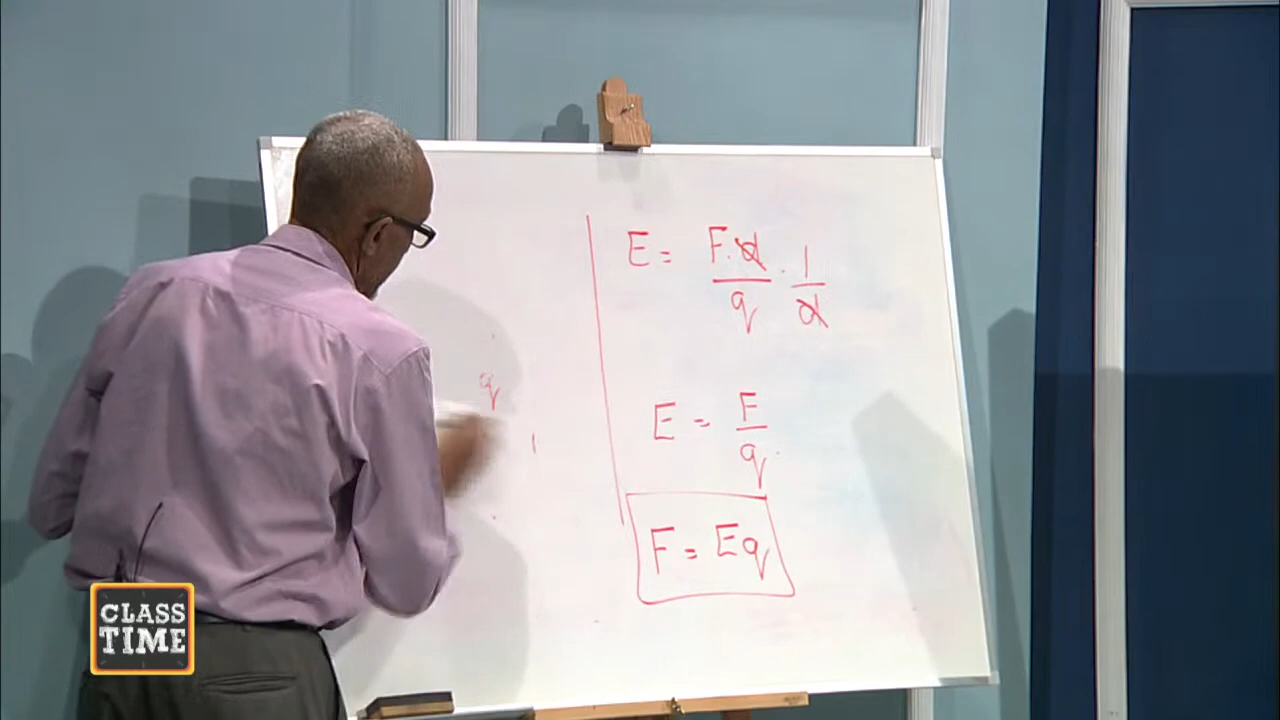 q
E = F.d/q . 1/d
E = F/q
F = Eq
CLASS
TIME